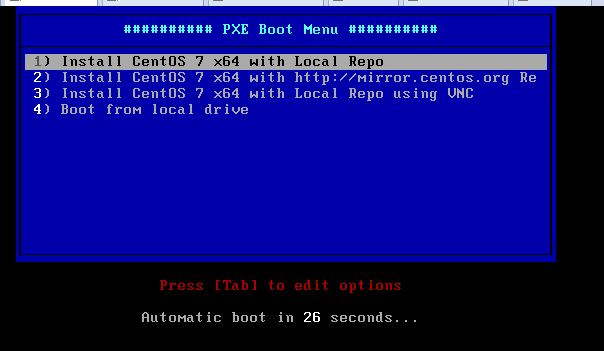 ########## PXE Boot Menu ##########
1) Install CentOS 7 x64 with Local Repo
2) Install CentOS 7 x64 with http://mirror.centos.org Re
3) Install CentOS 7 x64 with Local Repo using VNC
4) Boot from local drive
Press [Tab] to edit options
Automatic boot in 26 seconds...